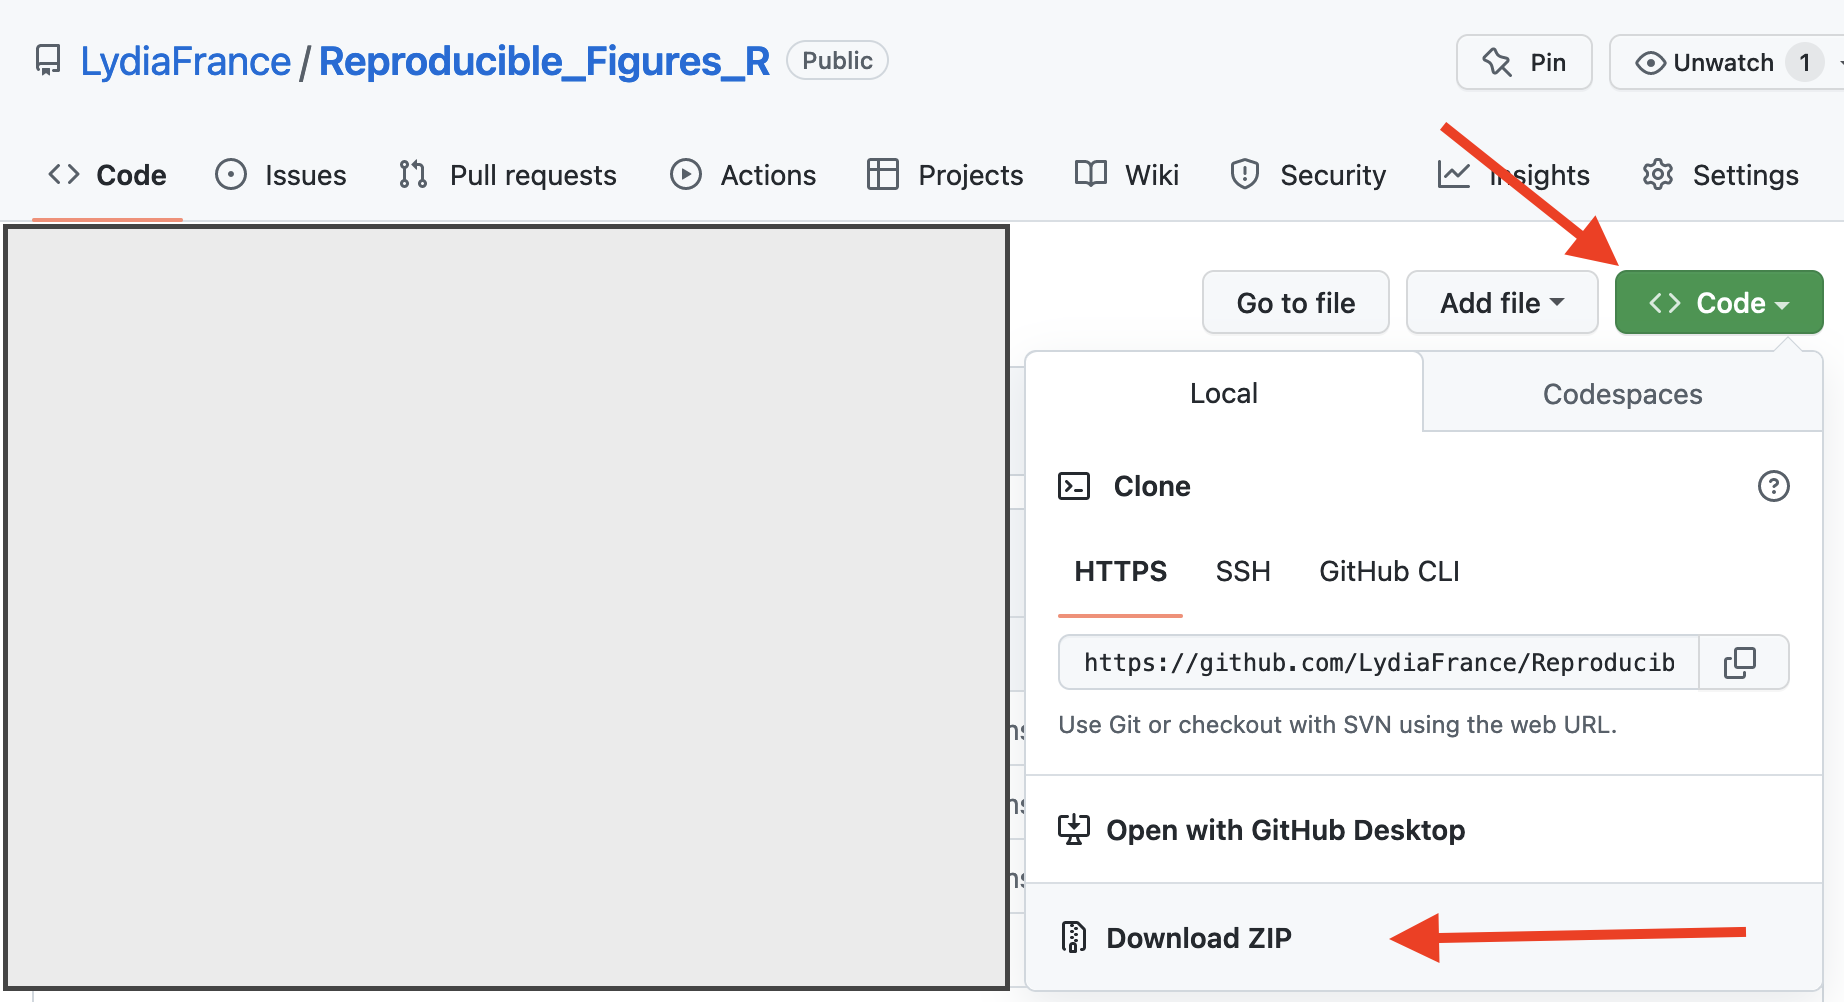 LydiaFrance / Reproducible_Figures_R Public
Pin
Unwatch 1
Code Issues Pull requests Actions Projects Wiki Security Insights Settings
Go to file Add file Code
Local Codespaces
Clone
HTTPS SSH GitHub CLI
https://github.com/LydiaFrance/Reproducib
Use Git or checkout with SVN using the web URL.
Open with GitHub Desktop
Download ZIP